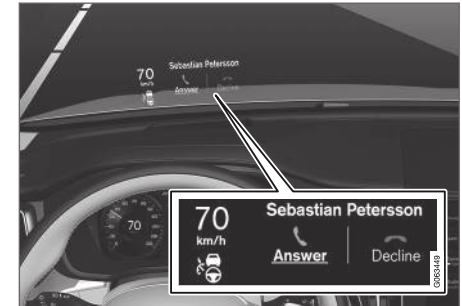 70
km/h
Sebastian Petersson
Answer
Decline
70
70
km/h
Sebastian Petersson
Answer
Decline
G063449